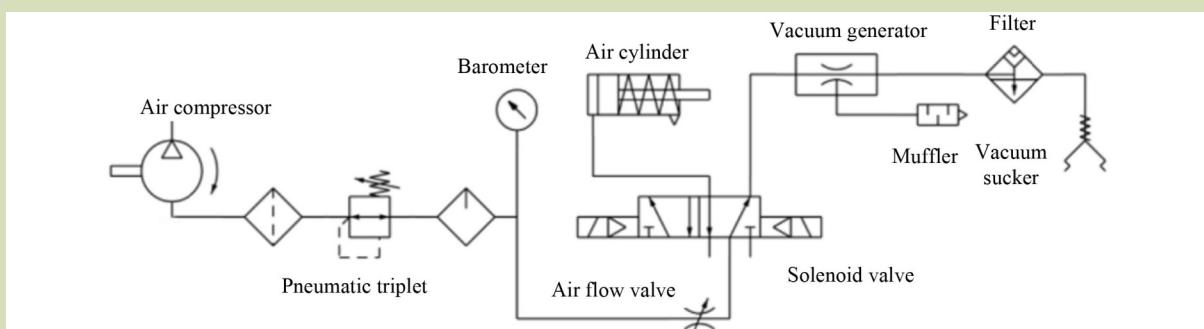 Air compressor
Barometer
Air cylinder
Vacuum generator
Filter
Muffler
Vacuum
sucker
Pneumatic triplet
Air flow valve
Solenoid valve